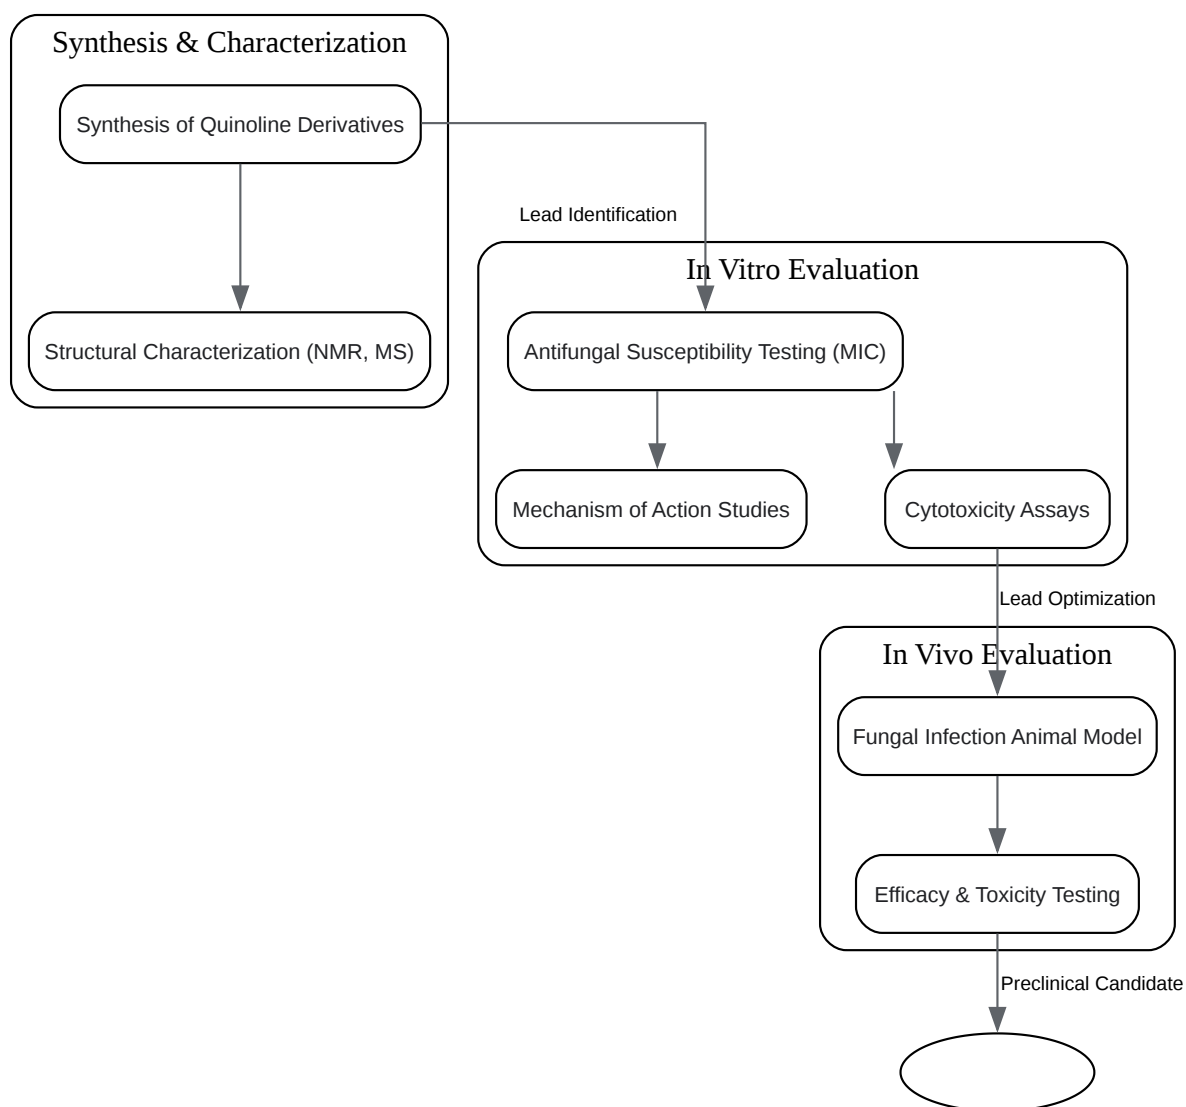 Synthesis & Characterization
Synthesis of Quinoline Derivatives
Structural Characterization (NMR, MS)
Lead Identification
In Vitro Evaluation
Antifungal Susceptibility Testing (MIC)
Mechanism of Action Studies
Cytotoxicity Assays
Lead Optimization
In Vivo Evaluation
Fungal Infection Animal Model
Efficacy & Toxicity Testing
Preclinical Candidate